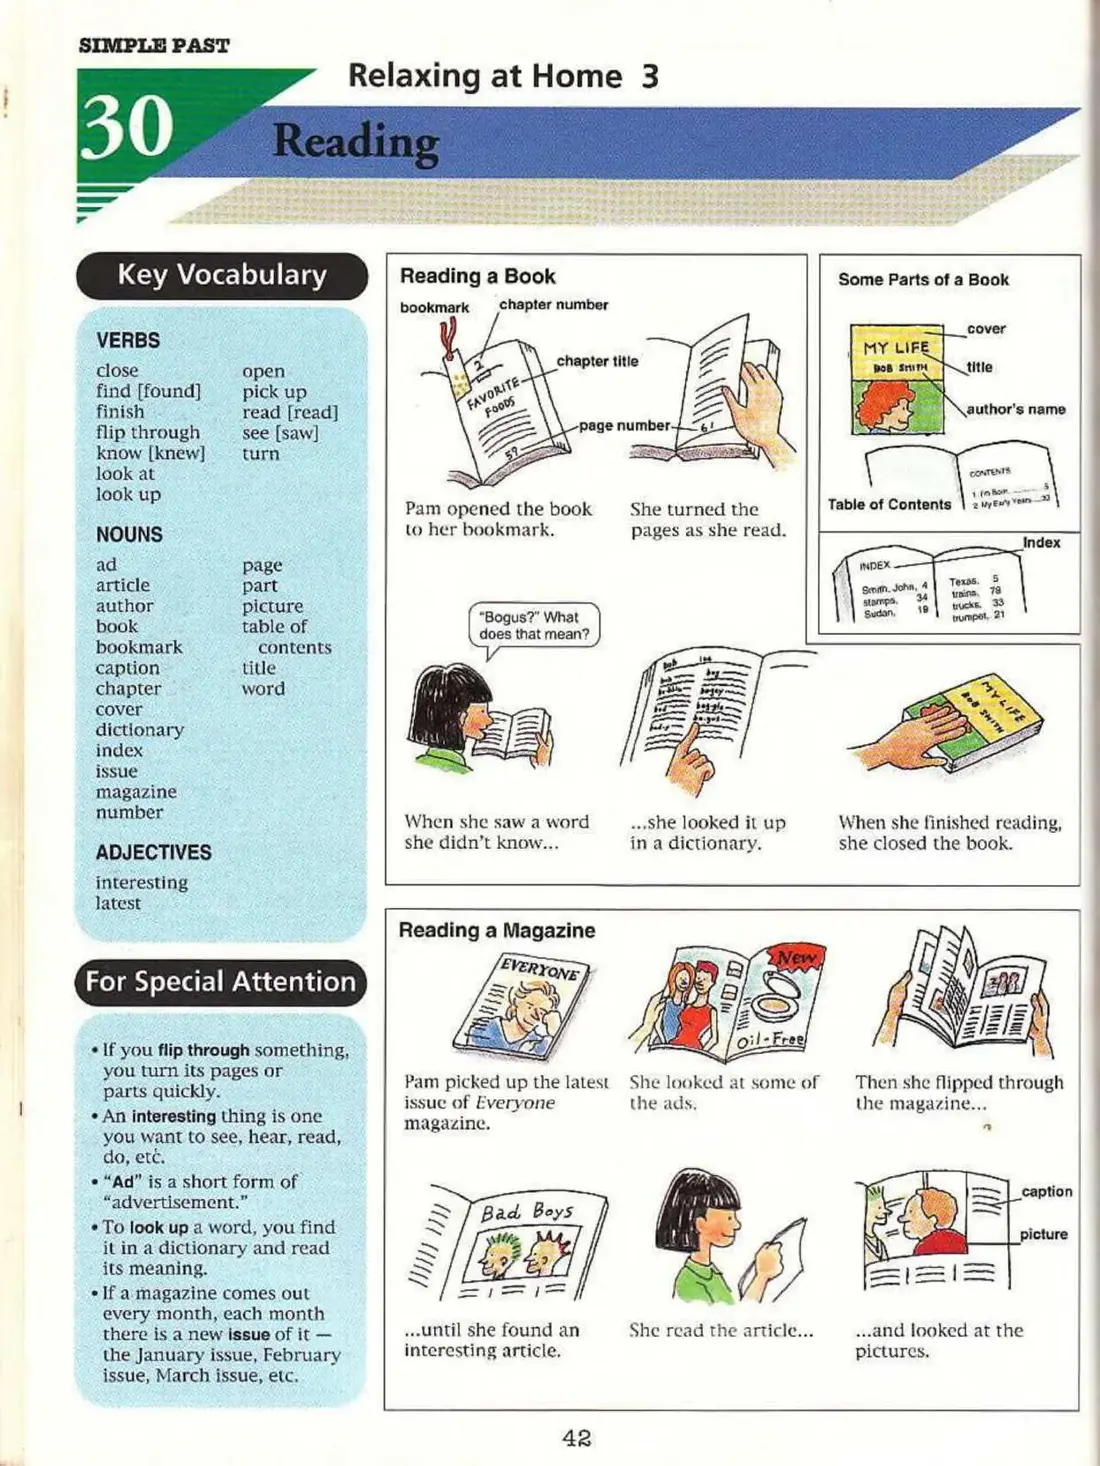 SIMPLE PAST
Relaxing at Home 3
30
Reading
Key Vocabulary
VERBS
close
find [found]
finish
flip through
know [knew]
look at
look up
open
pick up
read [read]
see [saw]
turn
NOUNS
ad
article
author
book
bookmark
caption
chapter
cover
dictionary
index
issue
magazine
number
page
part
picture
table of
contents
title
word
ADJECTIVES
interesting
latest
For Special Attention
• If you flip through something,
you turn its pages or
parts quickly.
• An interesting thing is one
you want to see, hear, read,
do, etc.
• "Ad" is a short form of
"advertisement."
• To look up a word, you find
it in a dictionary and read
its meaning.
• If a magazine comes out
every month, each month
there is a new issue of it —
the January issue, February
issue, March issue, etc.
Reading a Book
bookmark
chapter number
2
chapter title
FAVORITE
FOODS
page number
59
61
Pam opened the book
to her bookmark.
She turned the
pages as she read.
Some Parts of a Book
cover
MY LIFE
title
BOB SMITH
author's name
CONTENTS
1 I'm Born 5
2 My Early Years 20
Table of Contents
Index
INDEX
Smith, John, 4
stamps, 34
Sudan, 19
Texas, 5
trains, 78
trucks, 33
trumpet, 21
"Bogus?" What
does that mean?
When she saw a word
she didn't know...
...she looked it up
in a dictionary.
MY LIFE
BOB SMITH
When she finished reading,
she closed the book.
Reading a Magazine
EVERYONE
Pam picked up the latest
issue of Everyone
magazine.
New
Oil-Free
She looked at some of
the ads.
Then she flipped through
the magazine...
Bad Boys
...until she found an
interesting article.
She read the article...
caption
picture
...and looked at the
pictures.
42